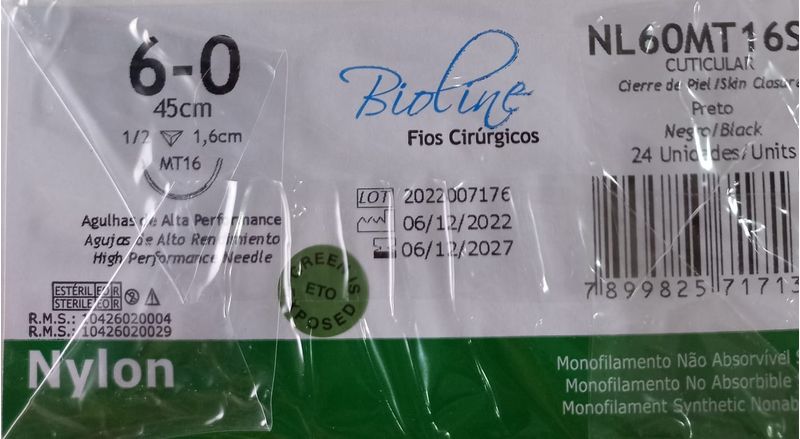 6-0
45cm
1/2 1,6cm
MT16
Agulhas de Alta Performance
Agujas de Alto Rendimiento
High Performance Needle
ESTÉRIL EO R
STERILE EO R
R.M.S.: 10426020004
R.M.S.: 10426020029
Bioline
Fios Cirúrgicos
LOT 2022007176
06/12/2022
06/12/2027
GREEN IS
ETO
EXPOSED
NL60MT16S
CUTICULAR
Cierre de Piel/Skin Closure
Preto
Negro/Black
24 Unidades/Units
7 899825 71713
Nylon
Monofilamento Não Absorvível S
Monofilamento No Absorbible
Monofilament Synthetic Nonab